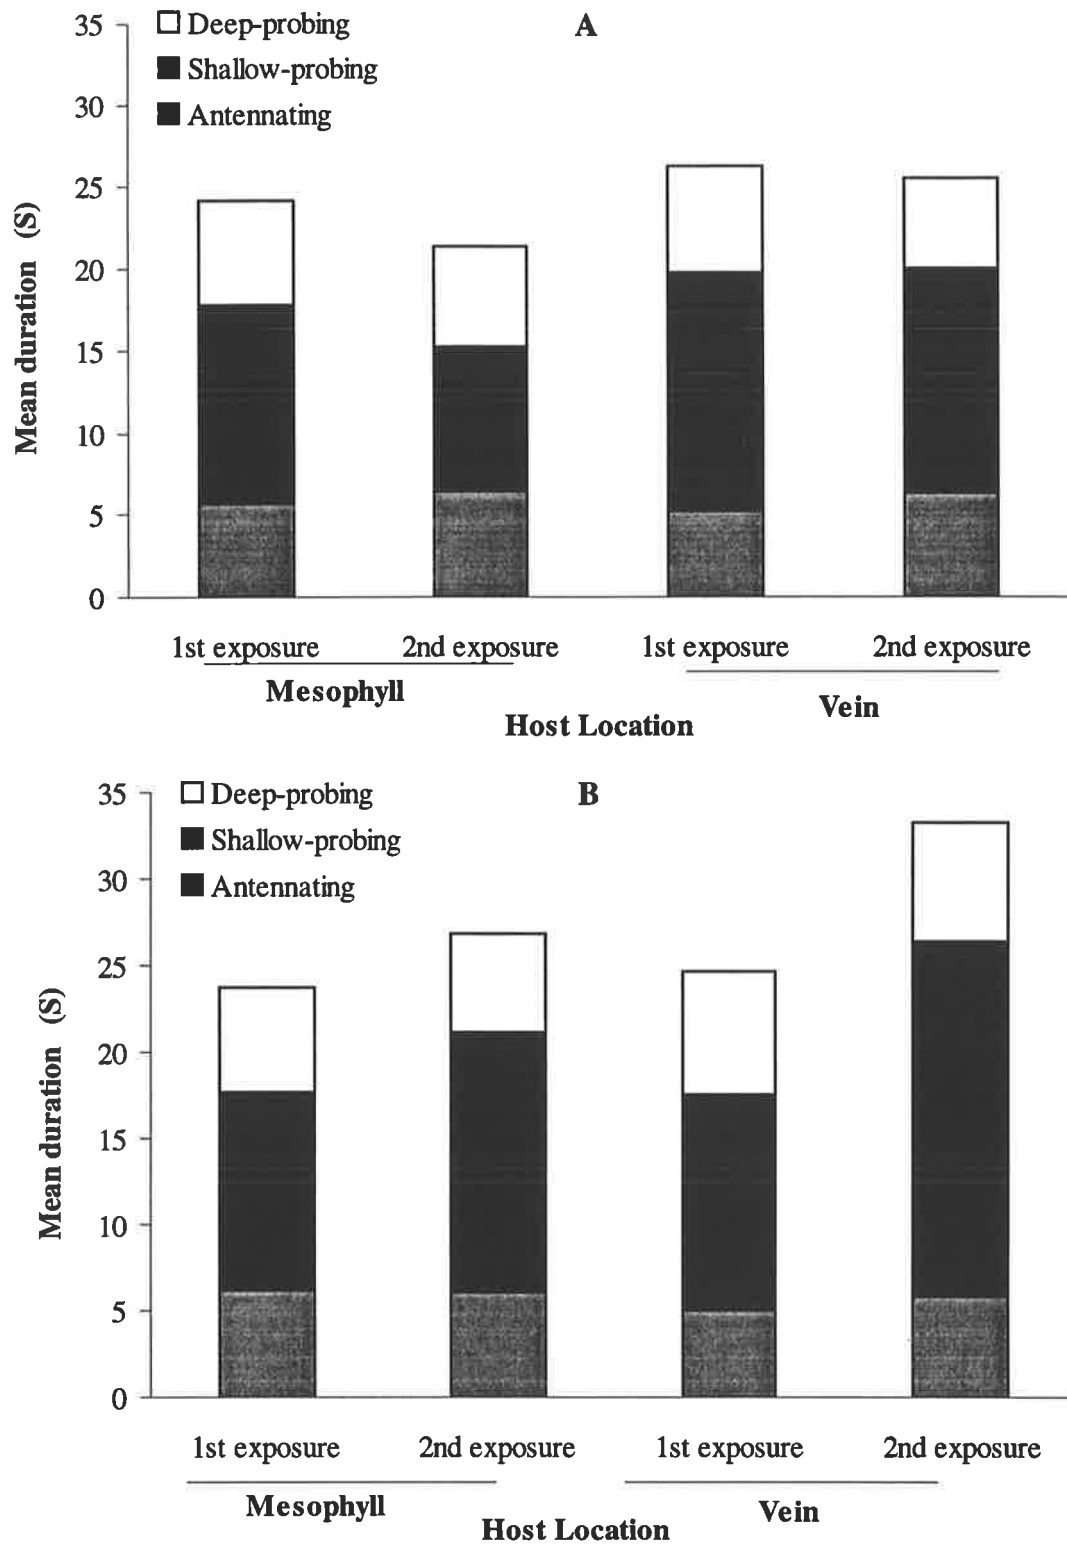 A
35
30
25
20
15
10
5
0
Deep-probing
Shallow-probing
Antennating
Mean duration (S)
1st exposure 2nd exposure 1st exposure 2nd exposure
Mesophyll Vein
Host Location
B
35
30
25
20
15
10
5
0
Deep-probing
Shallow-probing
Antennating
Mean duration (S)
1st exposure 2nd exposure 1st exposure 2nd exposure
Mesophyll Vein
Host Location